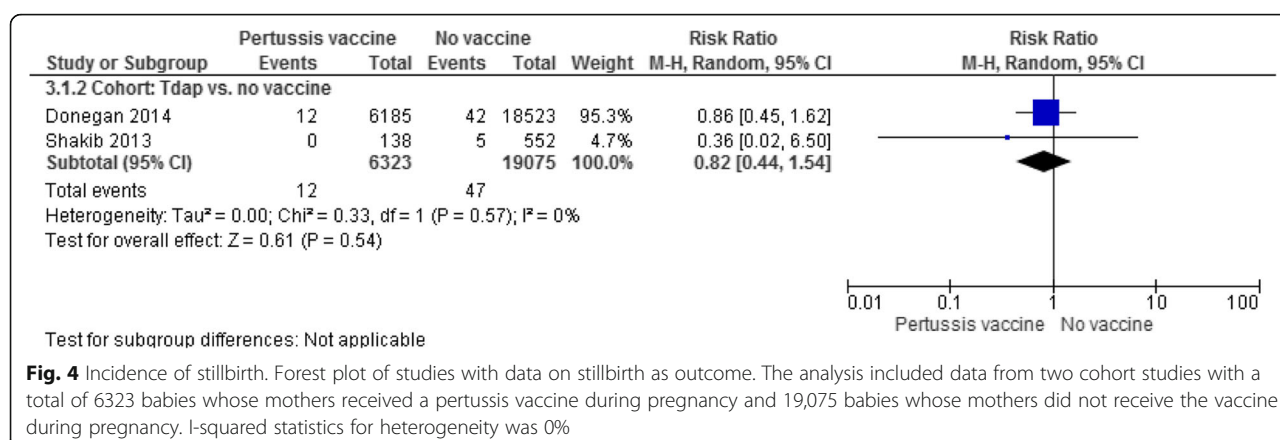 Pertussis vaccine No vaccine Risk Ratio Risk Ratio
Study or Subgroup Events Total Events Total Weight M-H, Random, 95% CI M-H, Random, 95% CI
3.1.2 Cohort: Tdap vs. no vaccine
Donegan 2014 12 6185 42 18523 95.3% 0.86 [0.45, 1.62]
Shakib 2013 0 138 5 552 4.7% 0.36 [0.02, 6.50]
Subtotal (95% CI) 6323 19075 100.0% 0.82 [0.44, 1.54]
Total events 12 47
Heterogeneity: Tau² = 0.00; Chi² = 0.33, df = 1 (P = 0.57); I² = 0%
Test for overall effect: Z = 0.61 (P = 0.54)
0.01 0.1 1 10 100
Pertussis vaccine No vaccine
Test for subgroup differences: Not applicable
Fig. 4 Incidence of stillbirth. Forest plot of studies with data on stillbirth as outcome. The analysis included data from two cohort studies with a
total of 6323 babies whose mothers received a pertussis vaccine during pregnancy and 19,075 babies whose mothers did not receive the vaccine
during pregnancy. I-squared statistics for heterogeneity was 0%